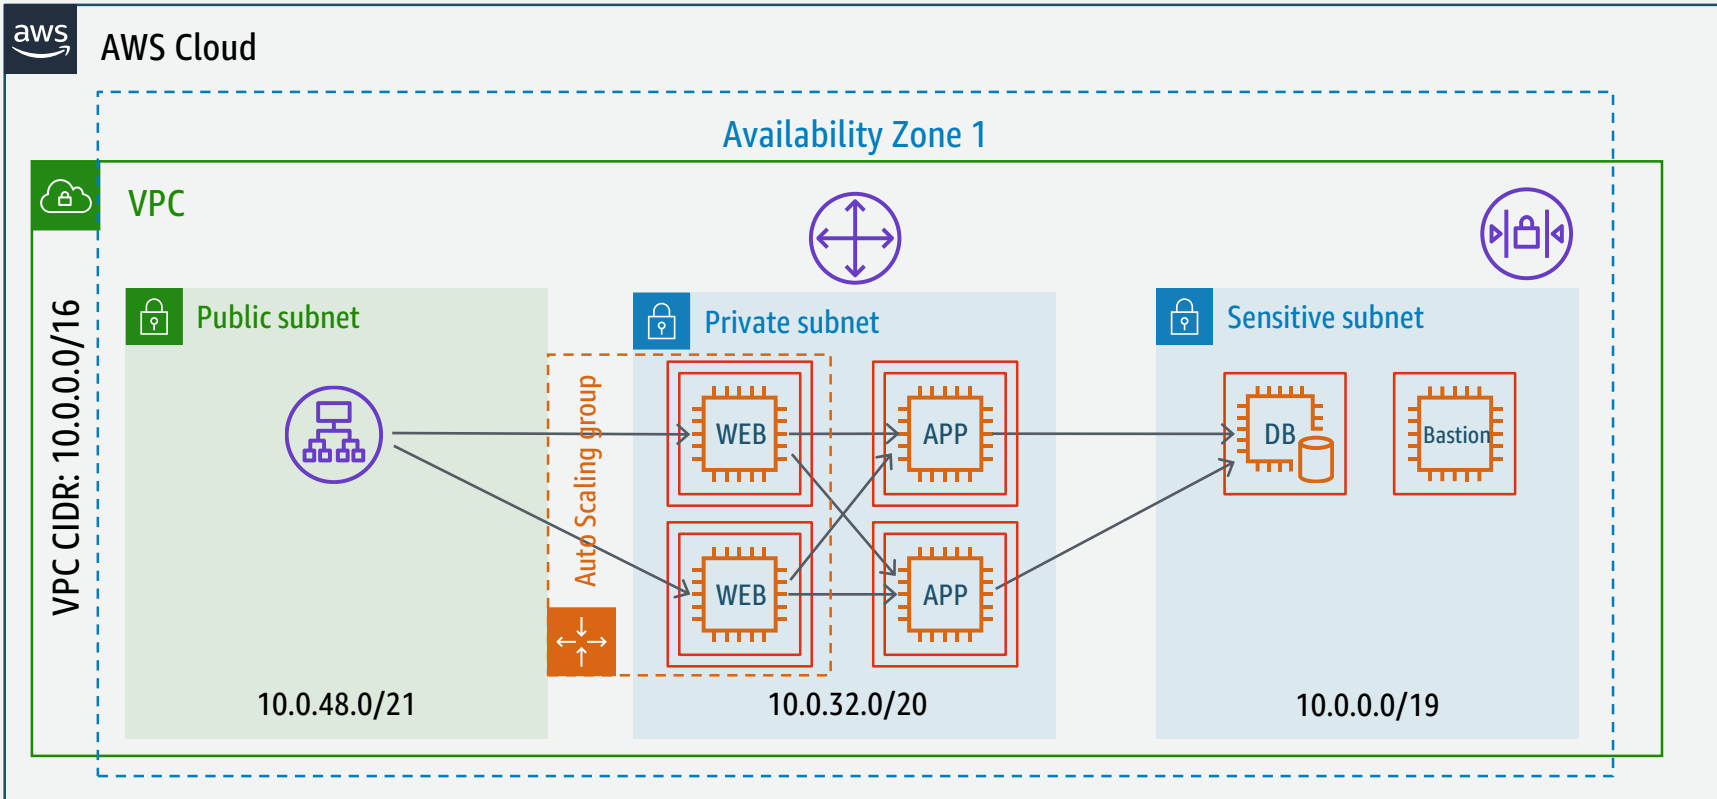 aws
AWS Cloud
Availability Zone 1
VPC
VPC CIDR: 10.0.0.0/16
Public subnet
Private subnet
Sensitive subnet
Auto Scaling group
WEB
APP
DB
Bastion
WEB
APP
10.0.48.0/21
10.0.32.0/20
10.0.0.0/19